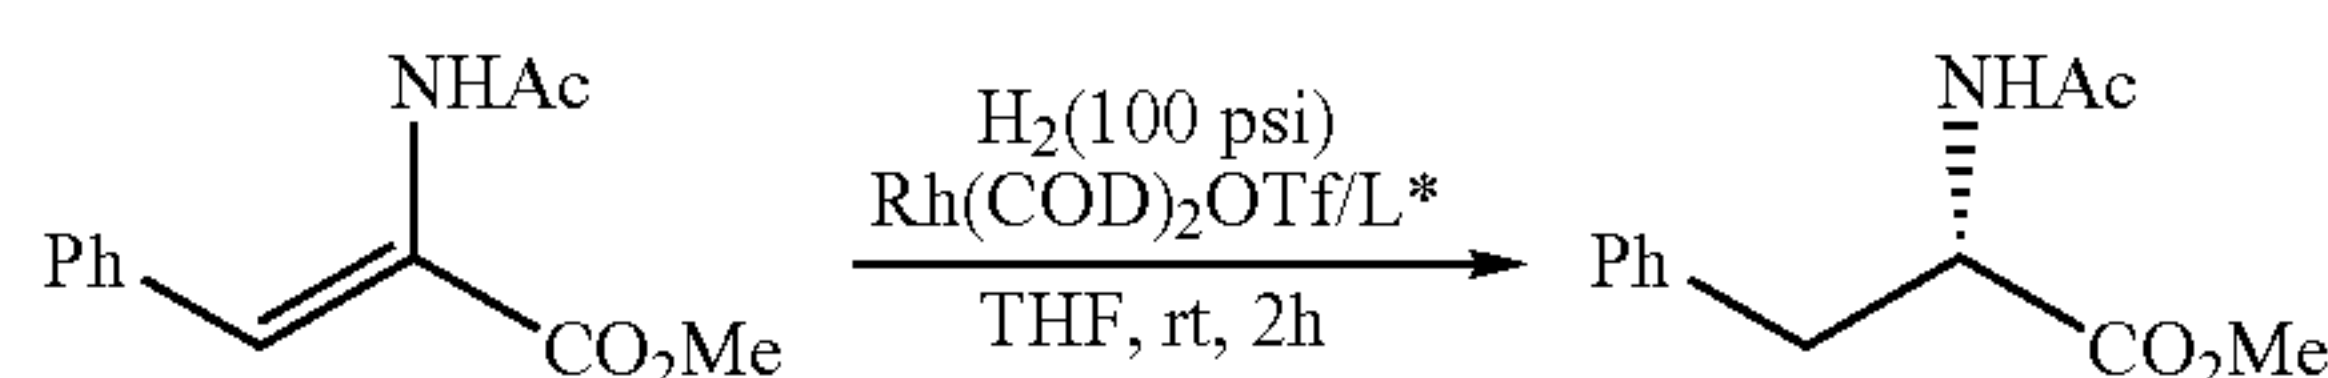 NHAc
NHAc
H₂(100 psi)
Rh(COD)₂OTf/L*
Ph
Ph
THF, rt, 2h
CO₂Me
CO₂Me